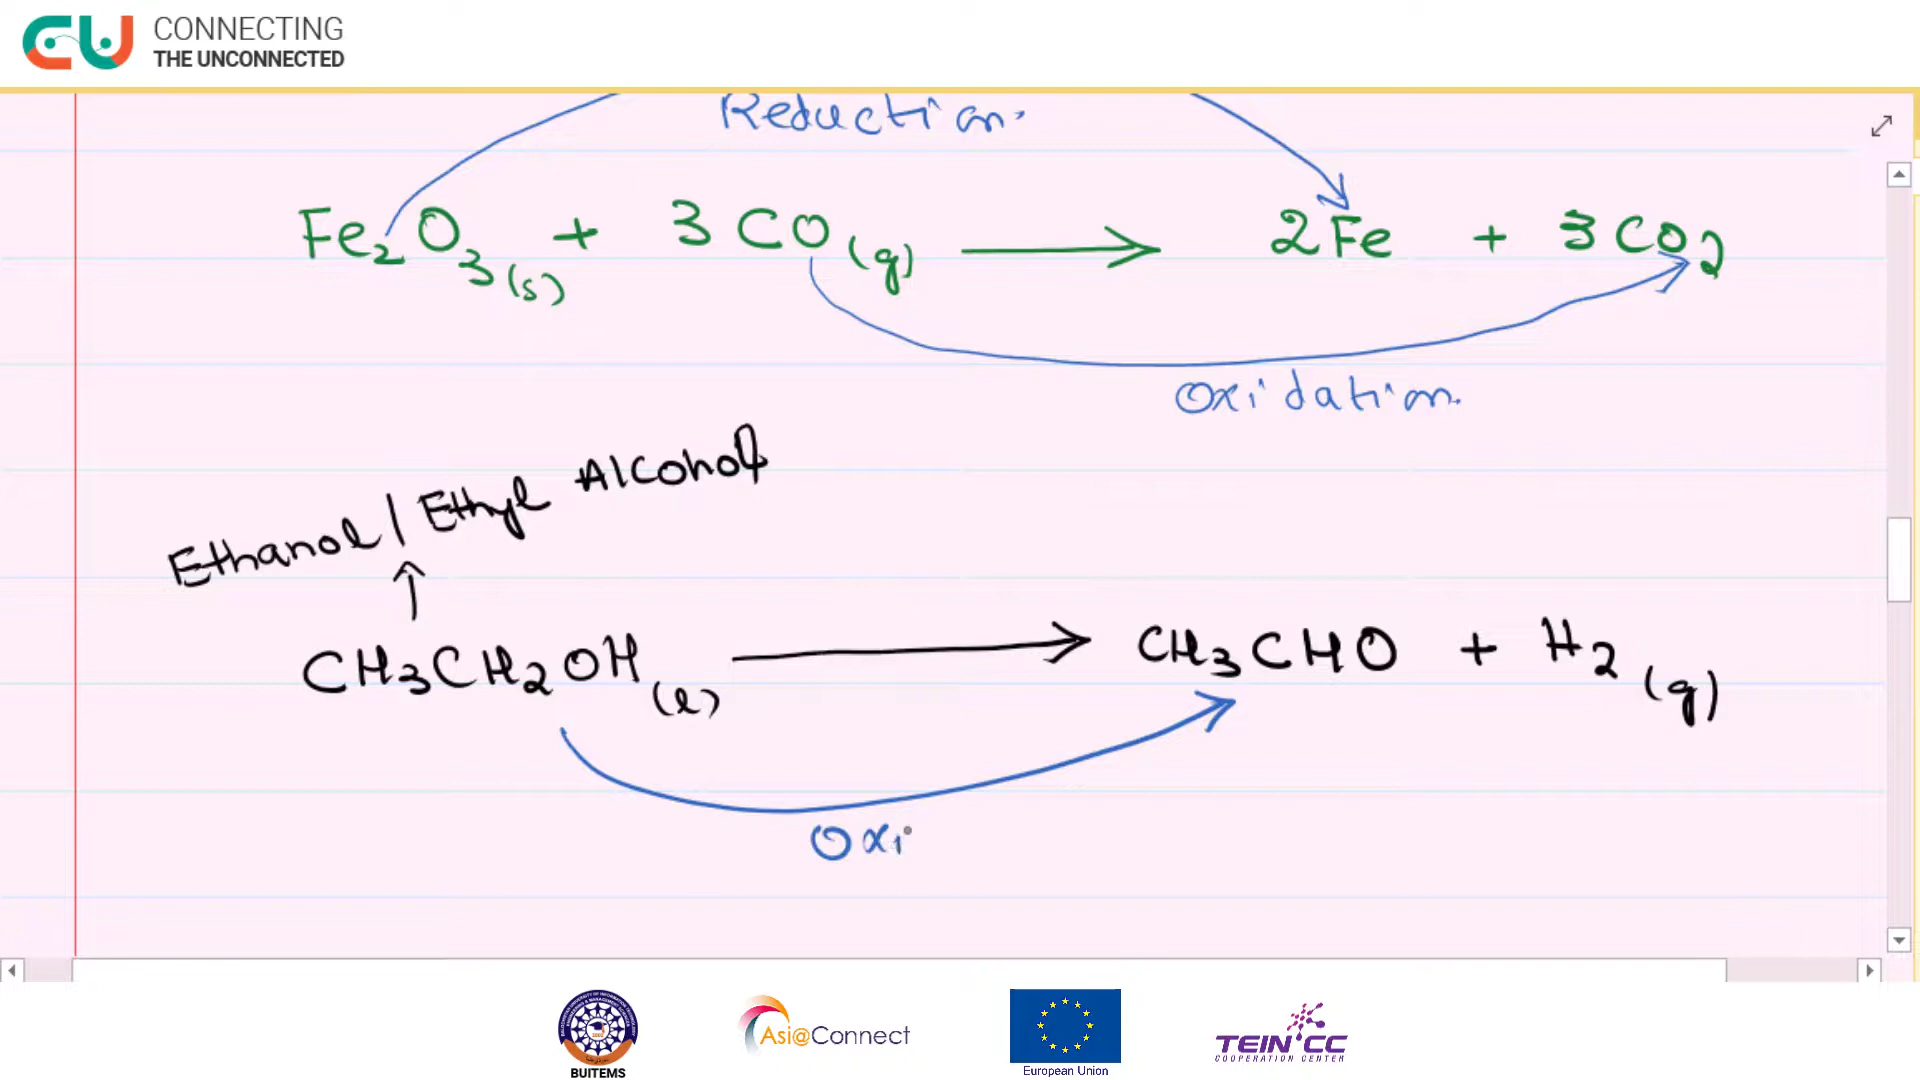 CONNECTING
THE UNCONNECTED
Reduction.
Fe₂O₃(s) + 3CO(g) ⟶ 2Fe + 3CO₂
Oxidation.
Ethanol / Ethyl Alcohol
↑
CH₃CH₂OH(l) ⟶ CH₃CHO + H₂(g)
Oxi
BUITEMS
Asi@Connect
European Union
TEIN*CC
COOPERATION CENTER